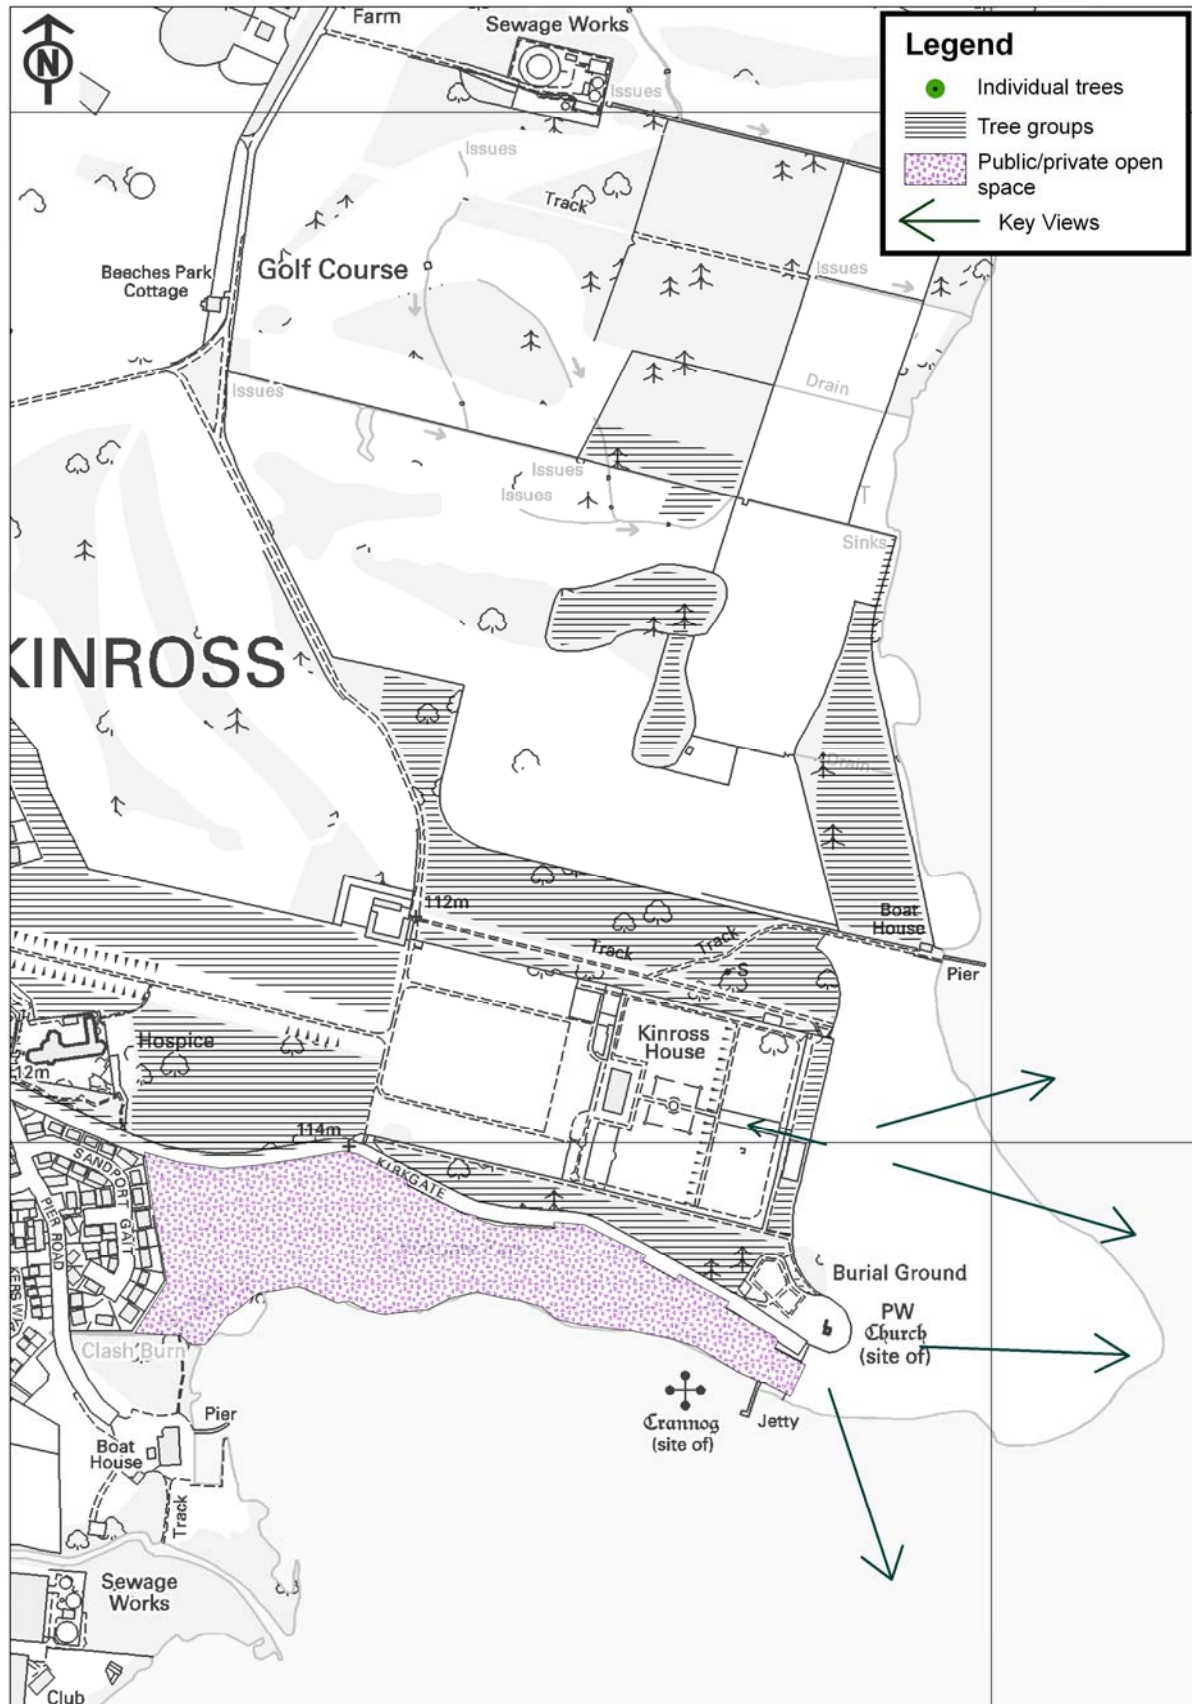 Farm
Sewage Works
N
Legend
Individual trees
Tree groups
Public/private open
space
Key Views
Issues
Issues
Track
Beeches Park
Cottage
Golf Course
Issues
Issues
Drain
Issues
Issues
T
Sinks
KINROSS
Drain
112m
Boat
House
Track
Track
S
Pier
Hospice
Kinross
House
12m
114m
SANDPORT GAIT
KIRKGATE
PIER ROAD
Burial Ground
PW
Church
(site of)
Clash Burn
Crannog
(site of)
Jetty
Pier
Boat
House
Track
Sewage
Works
Club